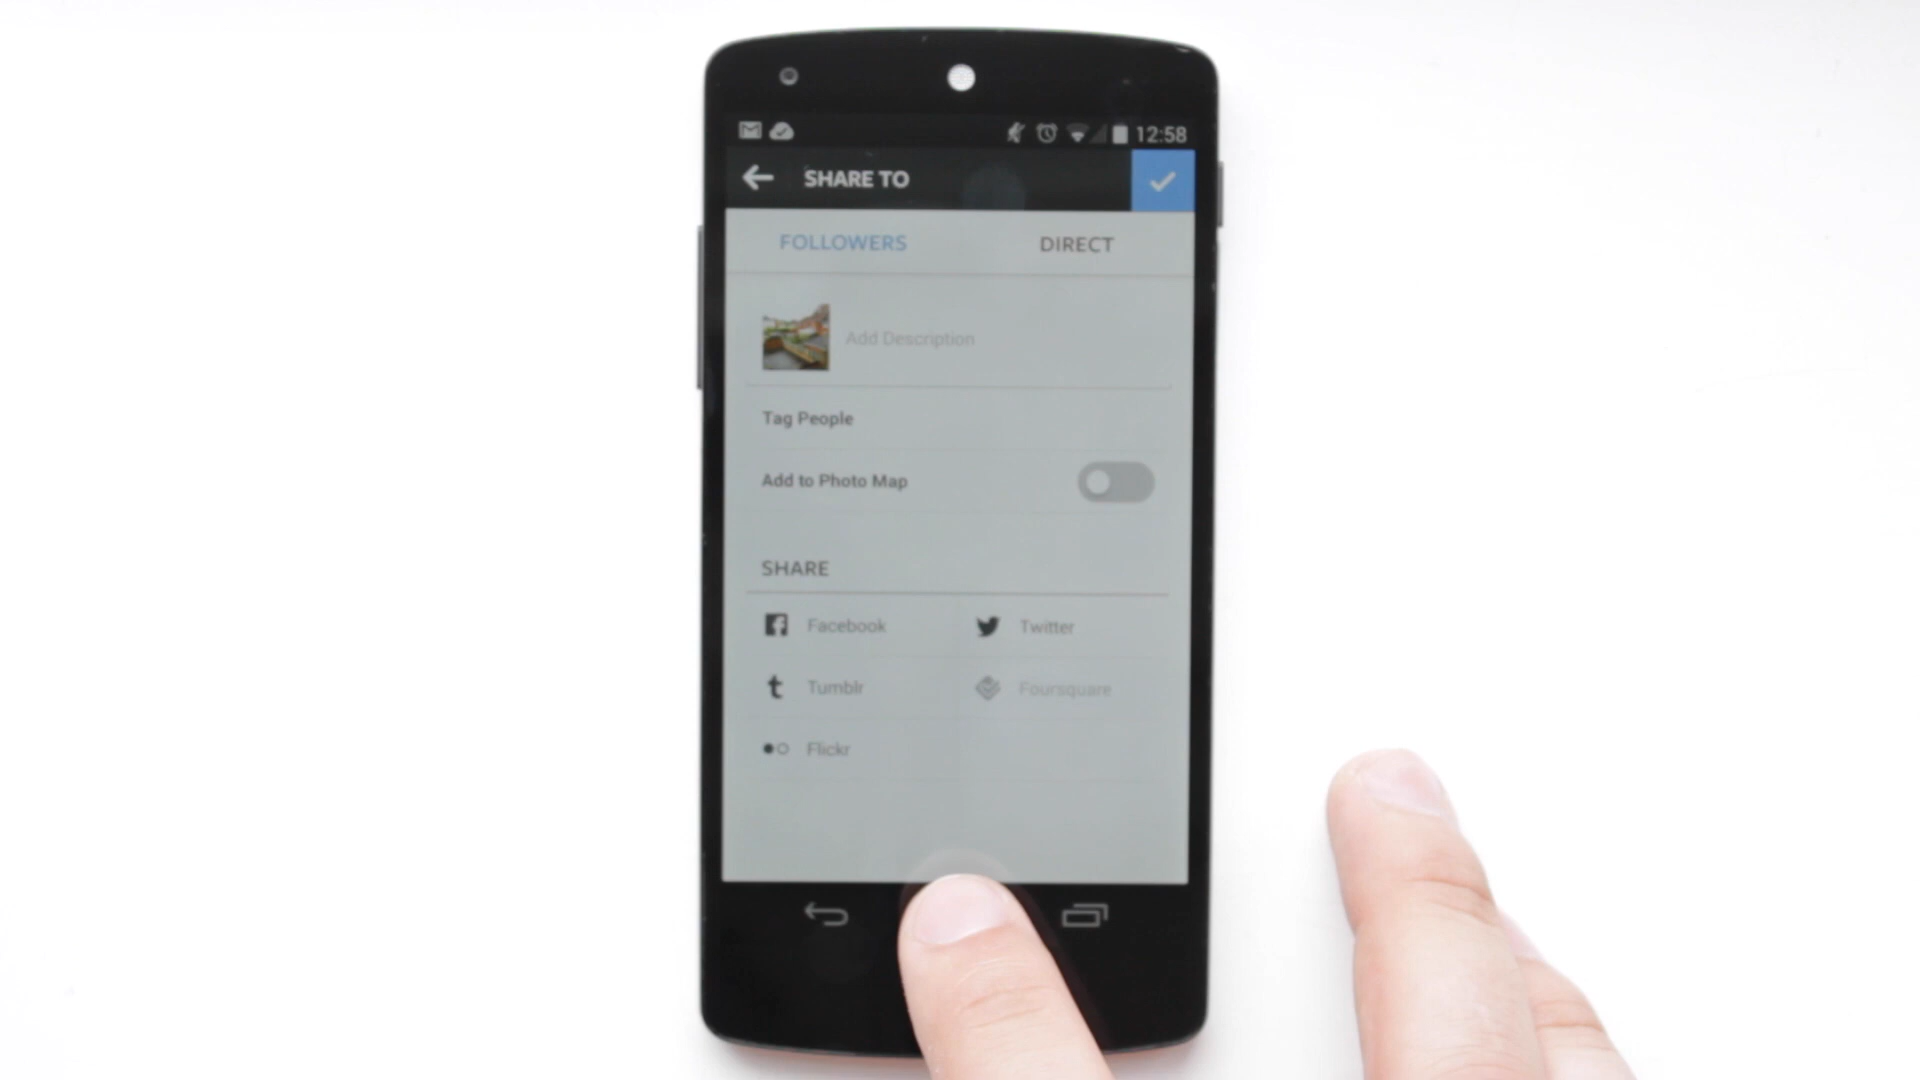 12:58
SHARE TO
FOLLOWERS DIRECT
Add Description
Tag People
Add to Photo Map
SHARE
Facebook Twitter
Tumblr Foursquare
Flickr